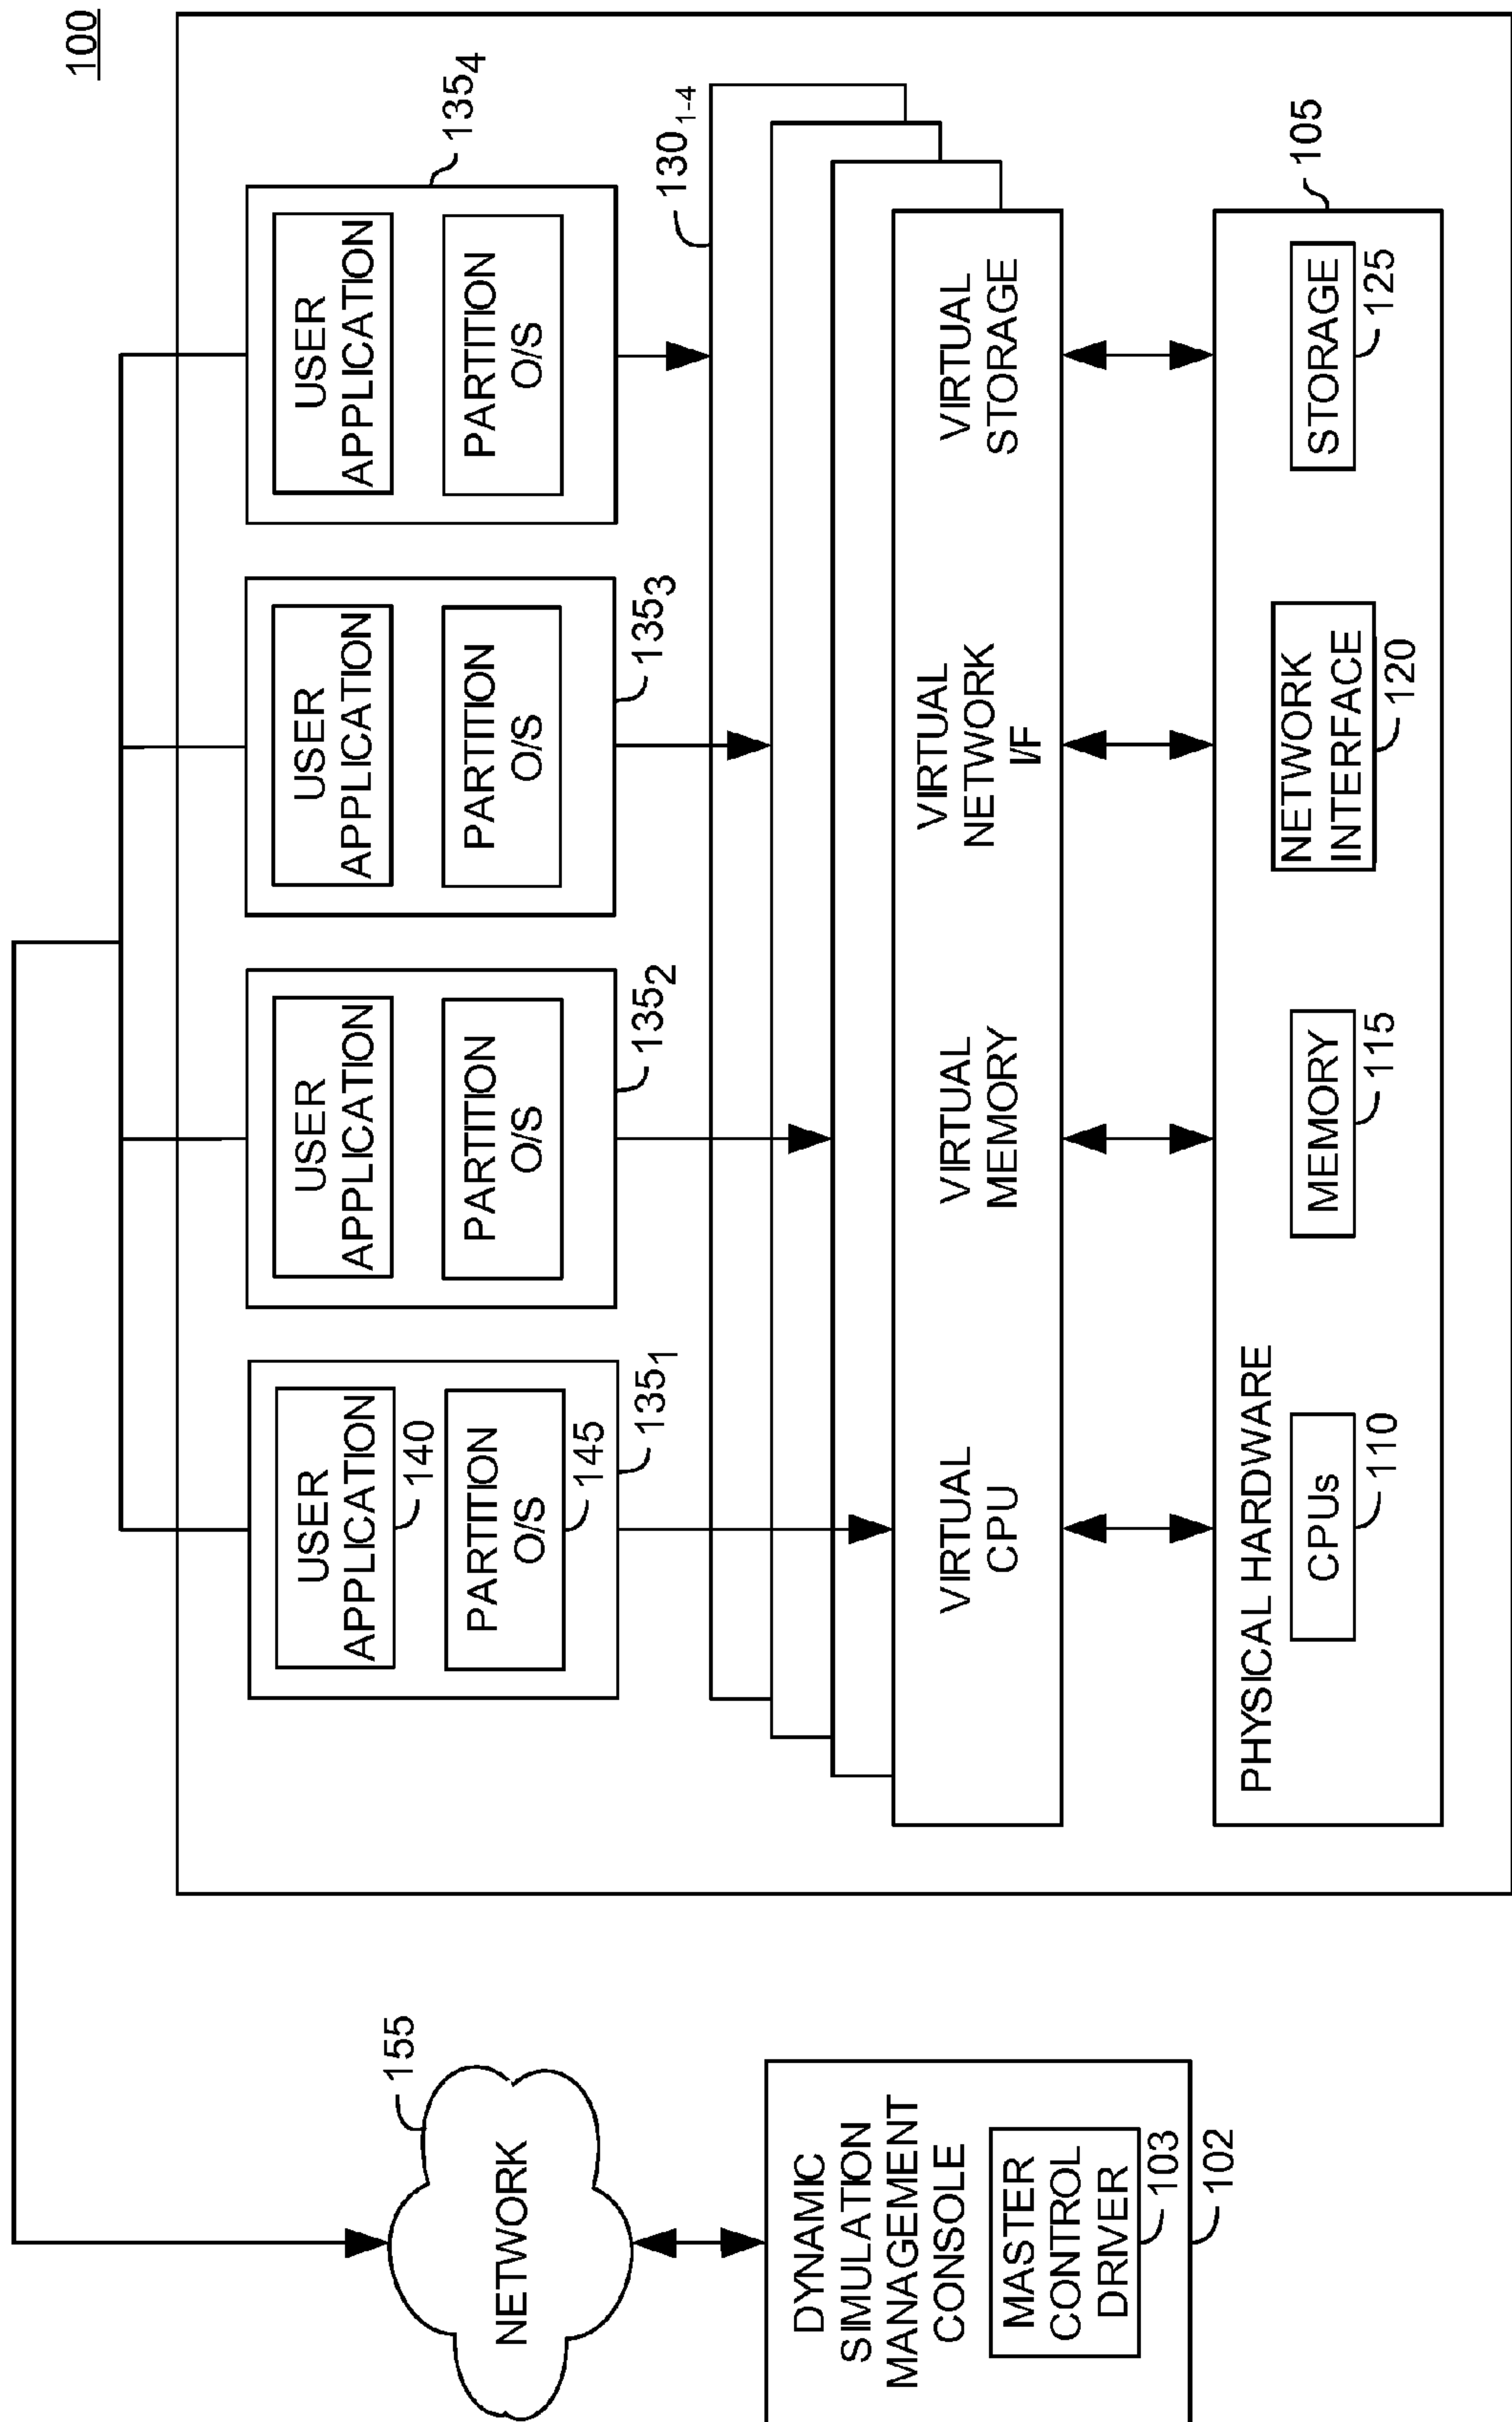 100
155
NETWORK
DYNAMIC
SIMULATION
MANAGEMENT
CONSOLE
MASTER
CONTROL
DRIVER
103
102
USER
APPLICATION
140
PARTITION
O/S
145
135₁
USER
APPLICATION
PARTITION
O/S
135₂
USER
APPLICATION
PARTITION
O/S
135₃
USER
APPLICATION
PARTITION
O/S
135₄
130₁₋₄
VIRTUAL
CPU
VIRTUAL
MEMORY
VIRTUAL
NETWORK
I/F
VIRTUAL
STORAGE
105
PHYSICAL HARDWARE
CPUs
110
MEMORY
115
NETWORK
INTERFACE
120
STORAGE
125